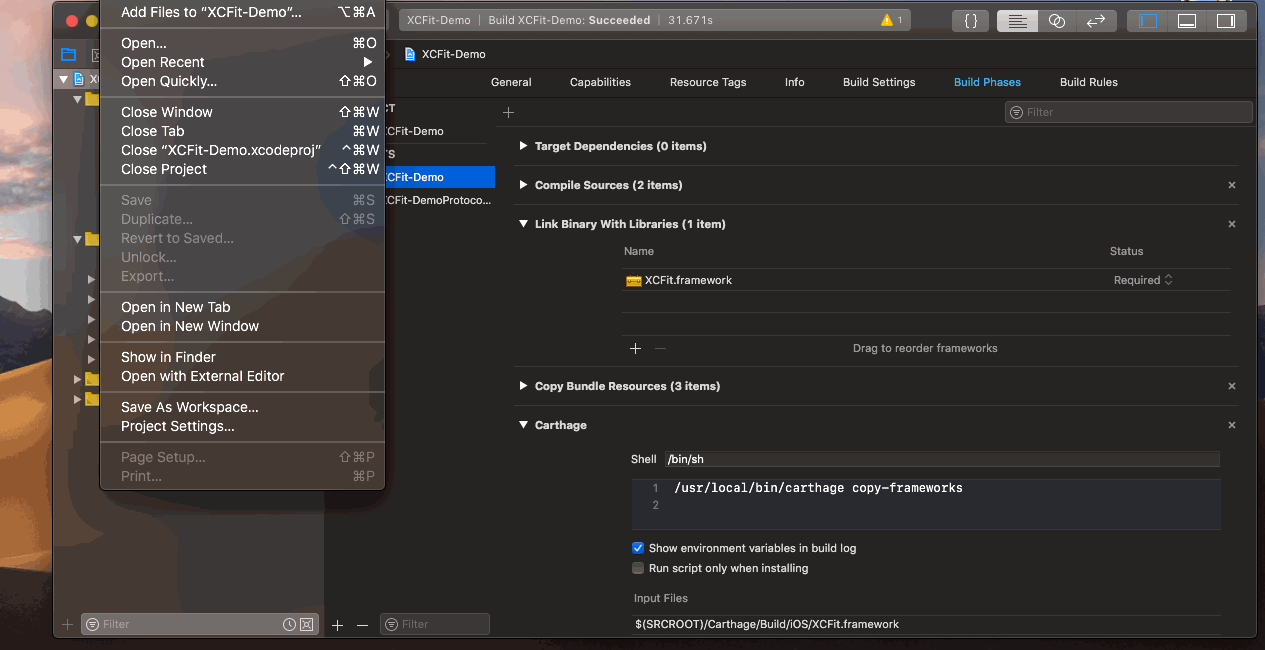 Add Files to “XCFit-Demo”... ⌥⌘A
Open... ⌘O
Open Recent
Open Quickly... ⇧⌘O
Close Window ⇧⌘W
Close Tab ⌘W
Close “XCFit-Demo.xcodeproj” ^⌘W
Close Project ^⇧⌘W
Save ⌘S
Duplicate... ⇧⌘S
Revert to Saved...
Unlock...
Export...
Open in New Tab
Open in New Window
Show in Finder
Open with External Editor
Save As Workspace...
Project Settings...
Page Setup... ⇧⌘P
Print... ⌘P
Filter
XCFit-Demo | Build XCFit-Demo: Succeeded | 31.671s
1
{ }
XCFit-Demo
General Capabilities Resource Tags Info Build Settings Build Phases Build Rules
Filter
CT
XCFit-Demo
TS
XCFit-Demo
XCFit-DemoProtoco...
Filter
Target Dependencies (0 items)
Compile Sources (2 items)
Link Binary With Libraries (1 item)
Name Status
XCFit.framework Required
Drag to reorder frameworks
Copy Bundle Resources (3 items)
Carthage
Shell /bin/sh
1 /usr/local/bin/carthage copy-frameworks
2
Show environment variables in build log
Run script only when installing
Input Files
$(SRCROOT)/Carthage/Build/iOS/XCFit.framework